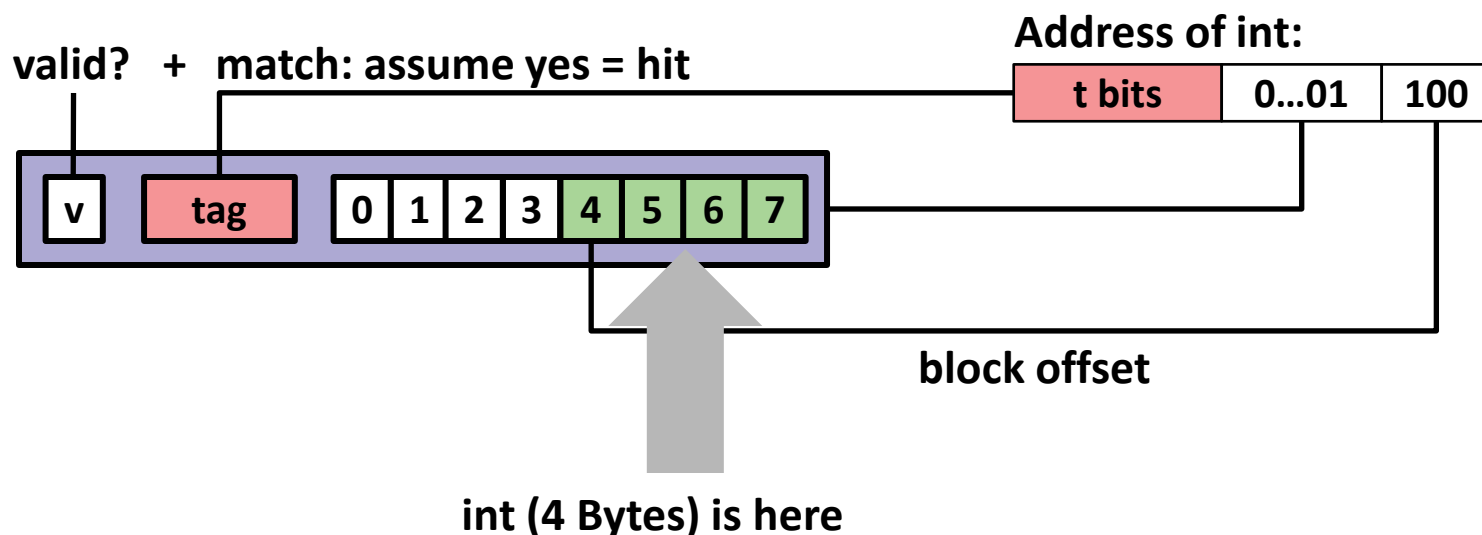 Address of int:
valid? + match: assume yes = hit
t bits 0...01 100
v tag 0 1 2 3 4 5 6 7
block offset
int (4 Bytes) is here